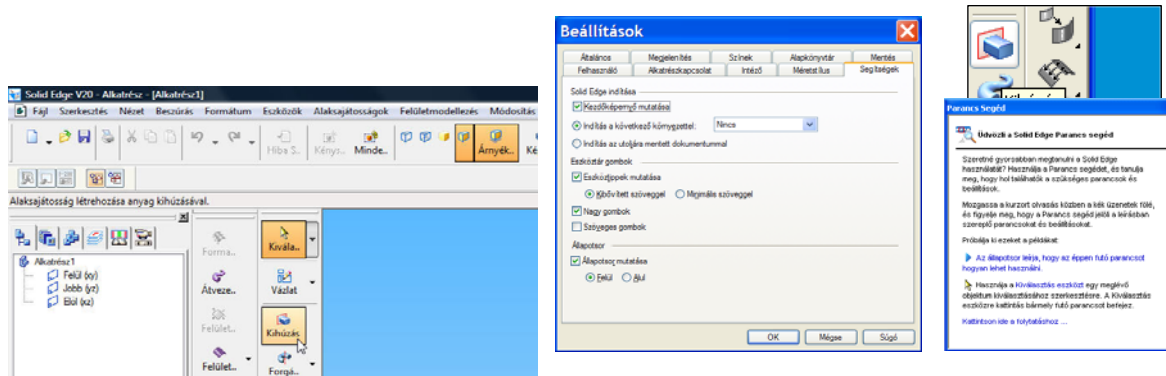 Solid Edge V20 - Alkatrész - [Alkatrész1]
Fájl Szerkesztés Nézet Beszúrás Formátum Eszközök Alaksajátosságok Felületmodellezés Módosítás
Hiba S.. Kénys.. Minde.. Árnyék..
Alaksajátosság létrehozása anyag kihúzásával.
Alkatrész1
Felül (xy)
Jobb (yz)
Elöl (xz)
Forma.. Kivála..
Átveze.. Vázlat
Felület.. Kihúzás
Felület.. Forgá..
Beállítások
Általános Megjelenítés Színek Alapkönyvtár Mentés
Felhasználó Alkatrészkapcsolat Intéző Méretstílus Segítségek
Solid Edge indítása
Kezdőképernyő mutatása
Indítás a következő környezettel: Nincs
Indítás az utoljára mentett dokumentummal
Eszköztár gombok
Eszköztippek mutatása
Kibővített szöveggel Minimális szöveggel
Nagy gombok
Szöveges gombok
Állapotsor
Állapotsor mutatása
Felül Alul
OK Mégse Súgó
Parancs Segéd
Üdvözli a Solid Edge Parancs segéd
Szeretné gyorsabban megtanulni a Solid Edge
használatát? Használja a Parancs segédet, és tanulja
meg, hogy hol találhatók a szükséges parancsok és
beállítások.
Mozgassa a kurzort olvasás közben a kék üzenetek fölé,
és figyelje meg, hogy a Parancs segéd jelöli a leírásban
szereplő parancsokat és beállításokat.
Próbálja ki ezeket a példákat:
Az állapotsor leírja, hogy az éppen futó parancsot
hogyan lehet használni.
Használja a Kiválasztás eszközt egy meglévő
objektum kiválasztásához szerkesztésre. A Kiválasztás
eszközre kattintás bármely futó parancsot befejez.
Kattintson ide a folytatáshoz ...